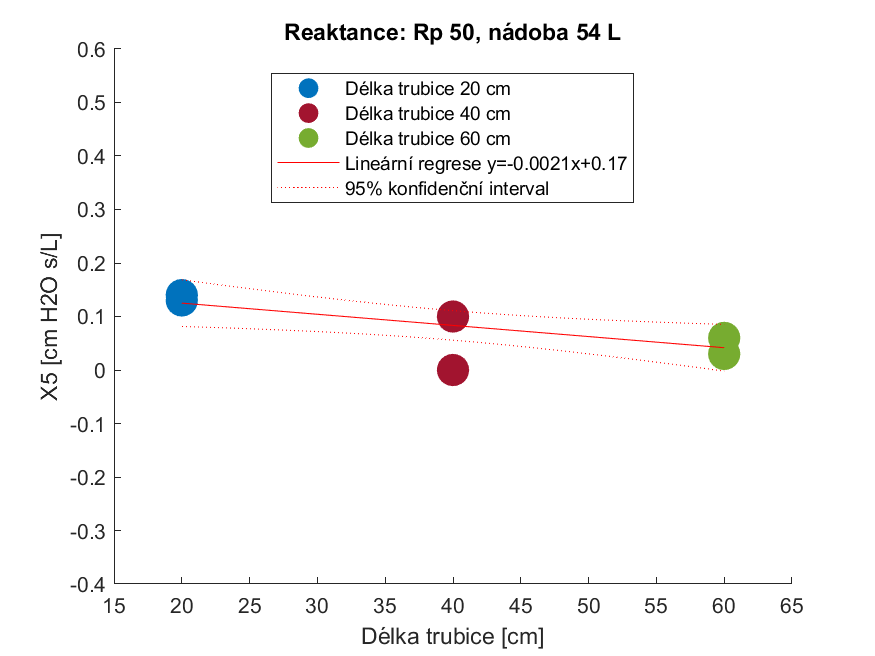 Reaktance: Rp 50, nádoba 54 L
0.6
0.5
0.4
0.3
0.2
0.1
0
-0.1
-0.2
-0.3
-0.4
X5 [cm H2O s/L]
Délka trubice 20 cm
Délka trubice 40 cm
Délka trubice 60 cm
Lineární regrese y=-0.0021x+0.17
95% konfidenční interval
15 20 25 30 35 40 45 50 55 60 65
Délka trubice [cm]